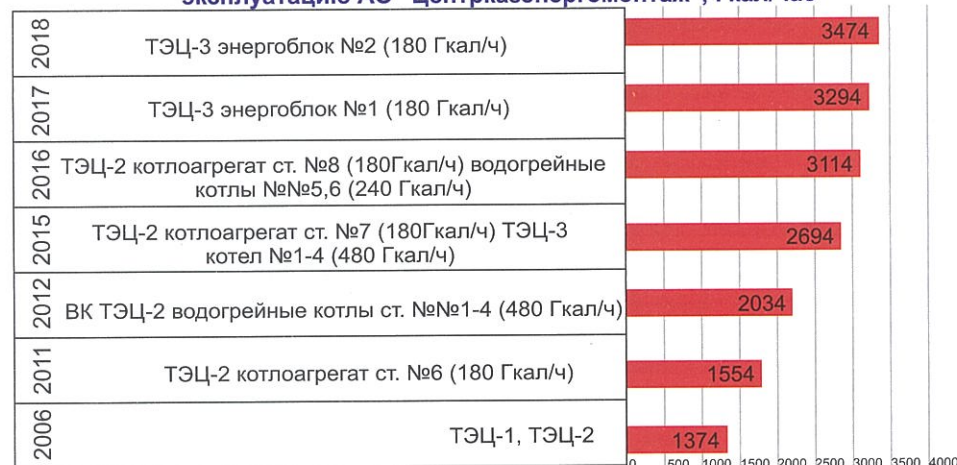 2018
ТЭЦ-3 энергоблок №2 (180 Гкал/ч)
3474
2017
ТЭЦ-3 энергоблок №1 (180 Гкал/ч)
3294
2016
ТЭЦ-2 котлоагрегат ст. №8 (180Гкал/ч) водогрейные
котлы №№5,6 (240 Гкал/ч)
3114
2015
ТЭЦ-2 котлоагрегат ст. №7 (180Гкал/ч) ТЭЦ-3
котел №1-4 (480 Гкал/ч)
2694
2012
ВК ТЭЦ-2 водогрейные котлы ст. №№1-4 (480 Гкал/ч)
2034
2011
ТЭЦ-2 котлоагрегат ст. №6 (180 Гкал/ч)
1554
2006
ТЭЦ-1, ТЭЦ-2
1374
0 500 1000 1500 2000 2500 3000 3500 4000